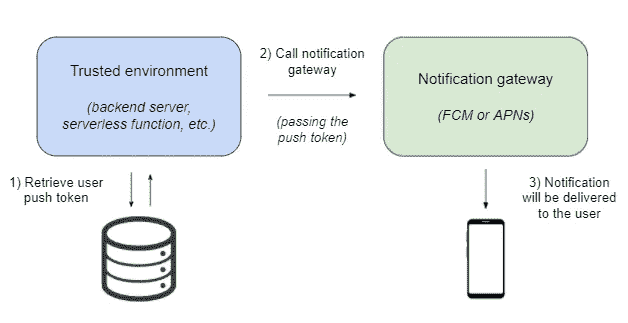 Trusted environment
(backend server,
serverless function, etc.)
2) Call notification
gateway
(passing the
push token)
Notification gateway
(FCM or APNs)
1) Retrieve user
push token
3) Notification
will be delivered
to the user